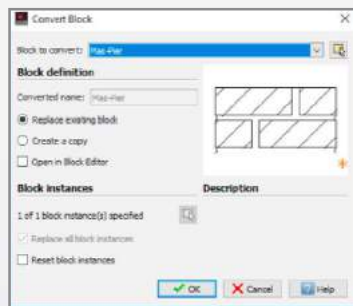 Convert Block
Block to convert: Mas-Pier
Block definition
Converted name: Mas-Pier
Replace existing block
Create a copy
Open in Block Editor
Block instances
Description
1 of 1 block instance(s) specified
Replace all block instances
Reset block instances
OK
Cancel
Help